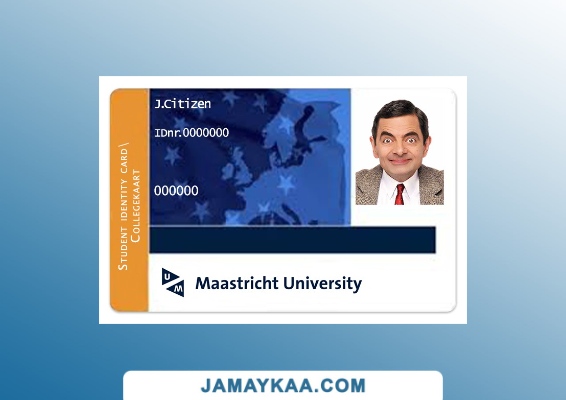 J.Citizen
IDnr.0000000
000000
STUDENT IDENTITY CARD\
COLLEGEKAART
UM
Maastricht University
JAMAYKAA.COM